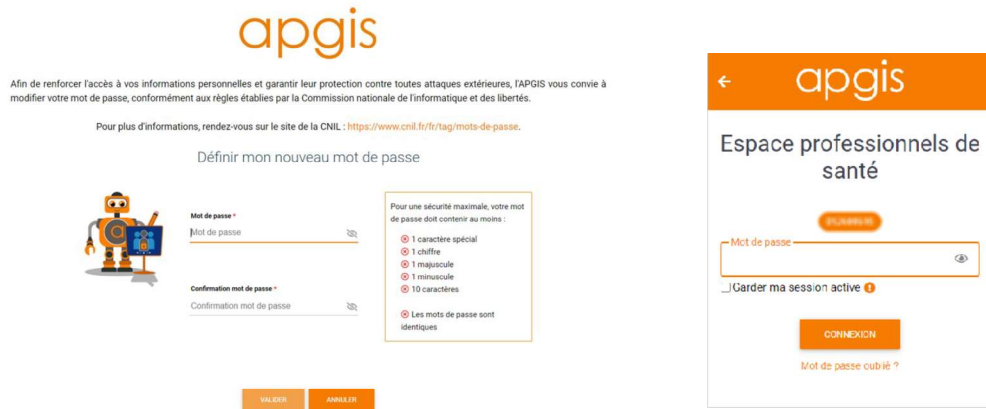 apgis
Afin de renforcer l'accès à vos informations personnelles et garantir leur protection contre toutes attaques extérieures, l'APGIS vous convie à
modifier votre mot de passe, conformément aux règles établies par la Commission nationale de l'informatique et des libertés.
Pour plus d'informations, rendez-vous sur le site de la CNIL : https://www.cnil.fr/fr/tag/mots-de-passe.
Définir mon nouveau mot de passe
Mot de passe *
Mot de passe
Confirmation mot de passe *
Confirmation mot de passe
Pour une sécurité maximale, votre mot
de passe doit contenir au moins :
1 caractère spécial
1 chiffre
1 majuscule
1 minuscule
10 caractères
Les mots de passe sont
identiques
VALIDER
ANNULER
apgis
Espace professionnels de
santé
Mot de passe
Garder ma session active
CONNEXION
Mot de passe oublié ?